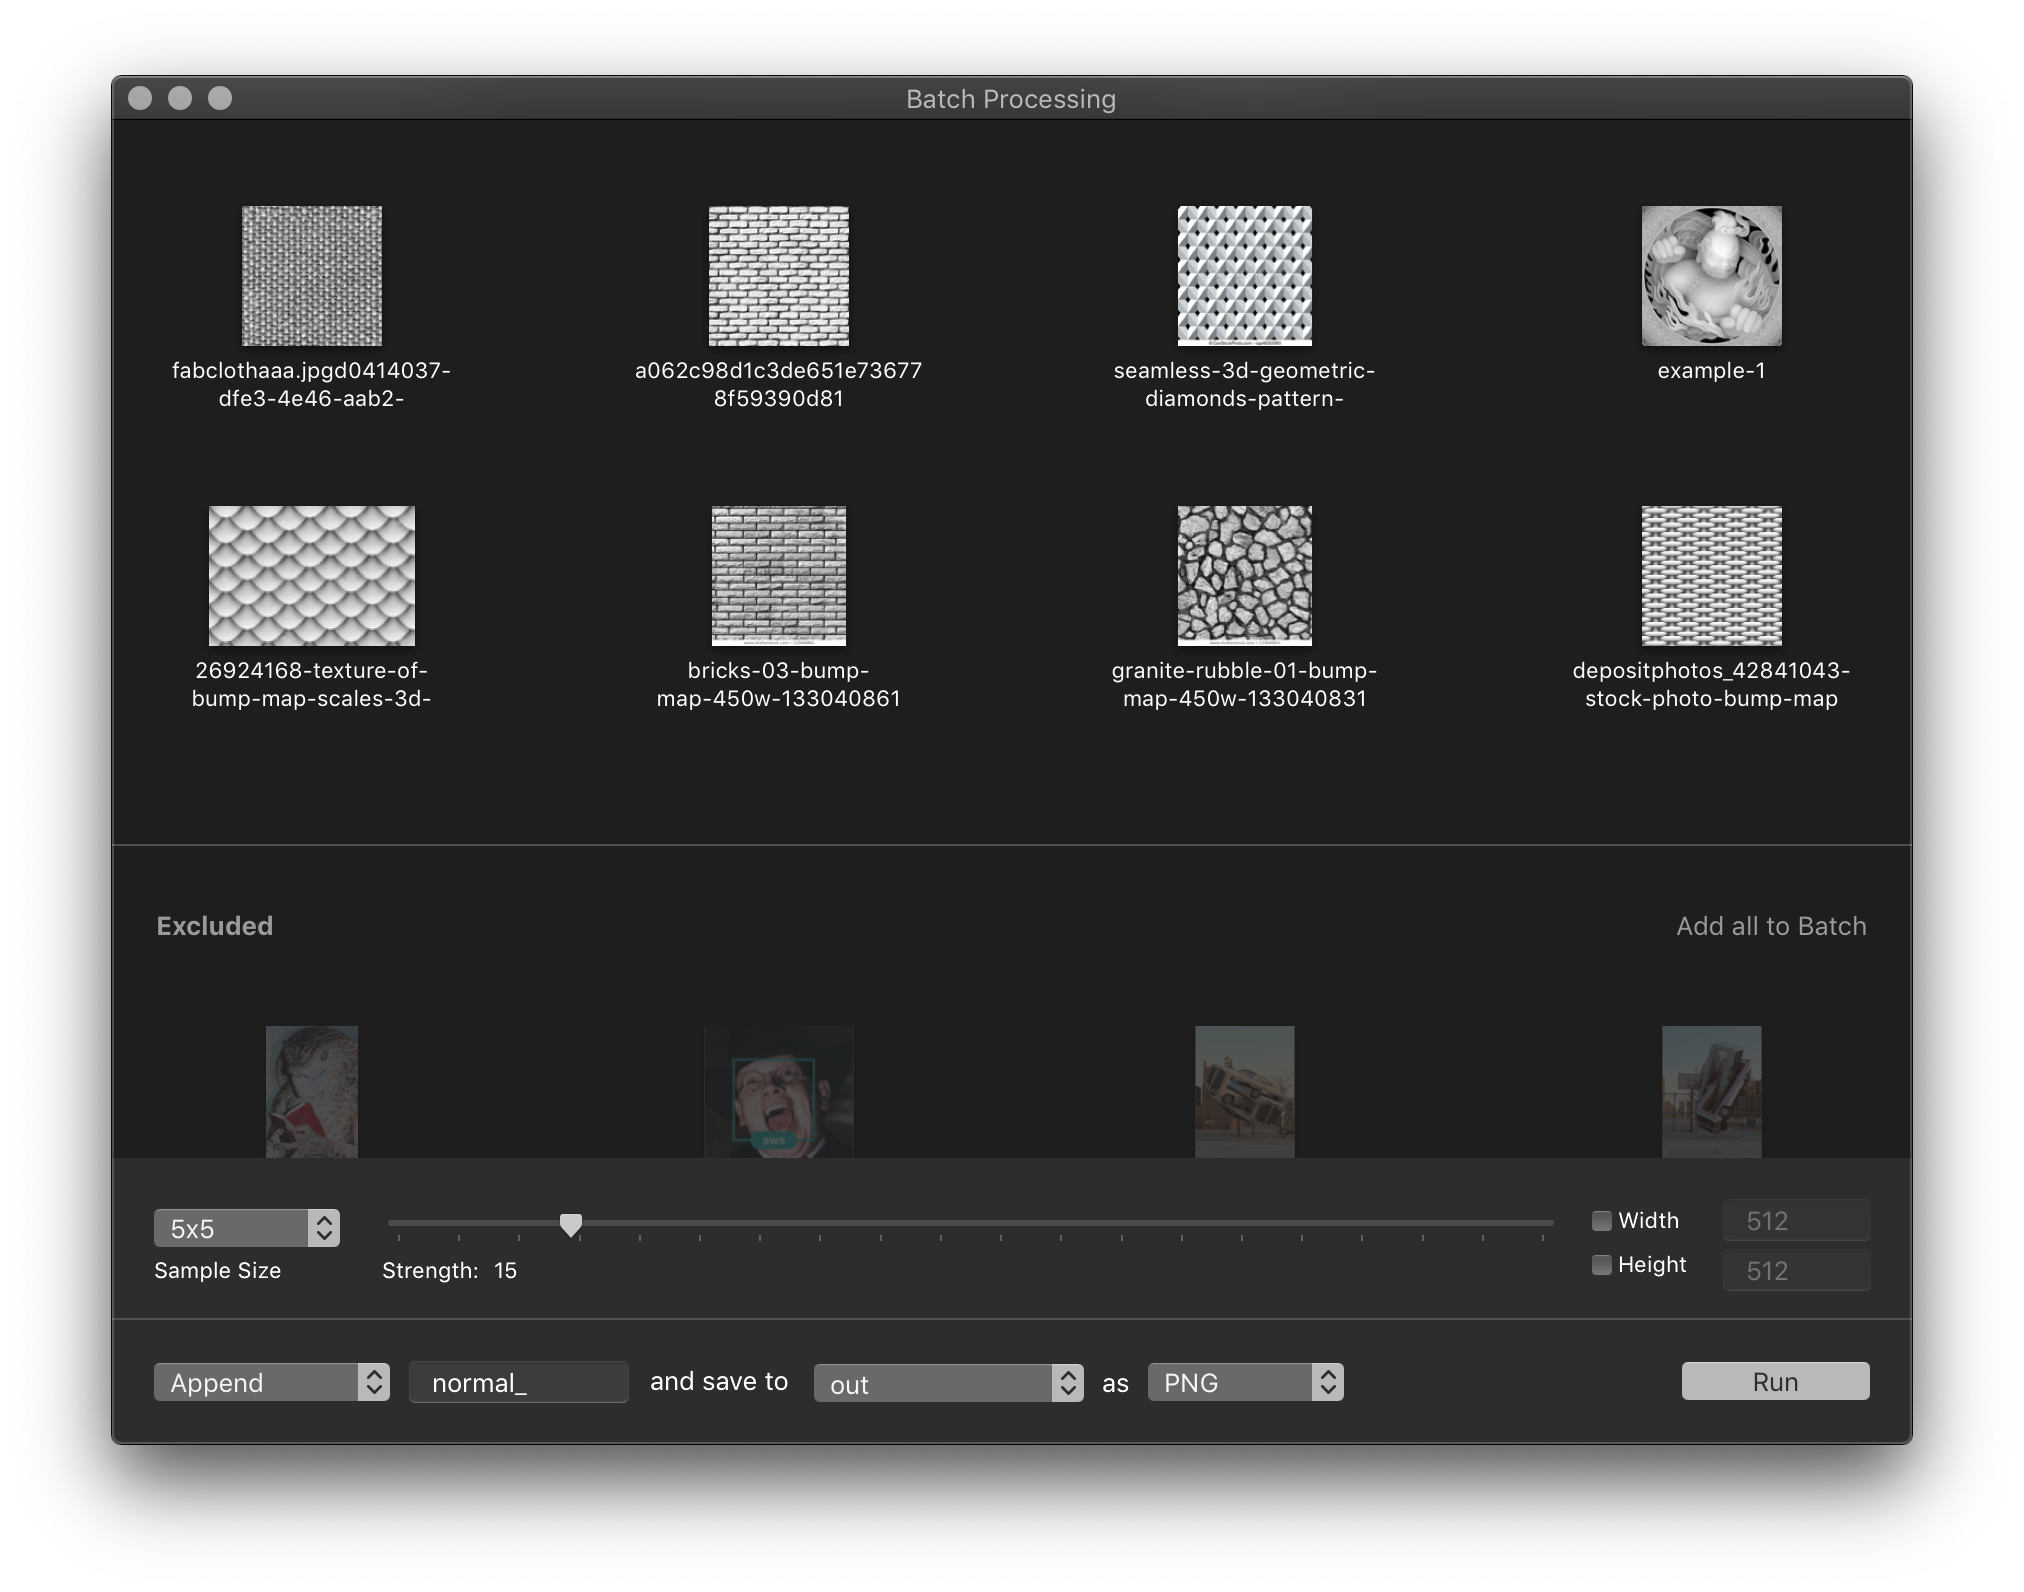 Batch Processing
fabclothaaa.jpgd0414037-
dfe3-4e46-aab2-
a062c98d1c3de651e73677
8f59390d81
seamless-3d-geometric-
diamonds-pattern-
example-1
26924168-texture-of-
bump-map-scales-3d-
bricks-03-bump-
map-450w-133040861
granite-rubble-01-bump-
map-450w-133040831
depositphotos_42841043-
stock-photo-bump-map
Excluded
Add all to Batch
aws
5x5
Sample Size
Strength: 15
Width
512
Height
512
Append
normal_
and save to
out
as
PNG
Run